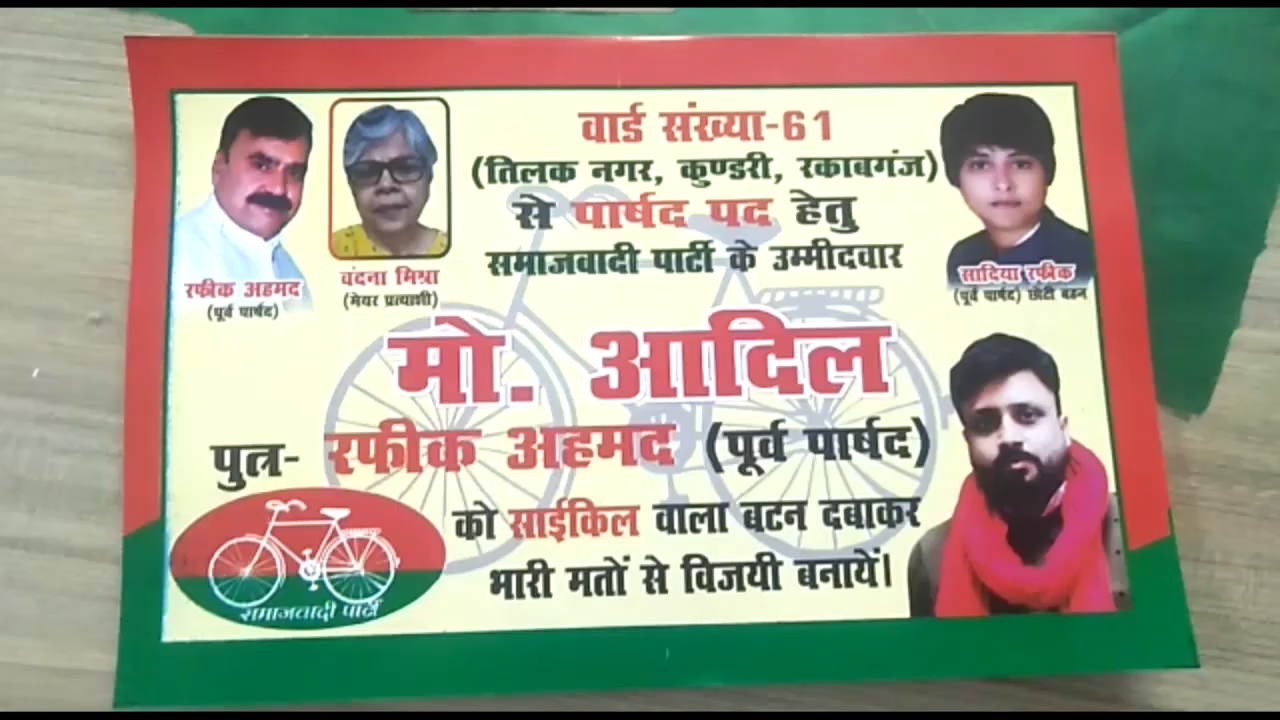 वार्ड संख्या-61
(तिलक नगर, कुण्डरी, रकाबगंज)
से पार्षद पद हेतु
समाजवादी पार्टी के उम्मीदवार
रफीक अहमद
(पूर्व पार्षद)
वंदना मिश्रा
(मेयर प्रत्याशी)
सादिया रफीक
(पूर्व पार्षद) छोटी बहन
मो. आदिल
पुत्र- रफीक अहमद (पूर्व पार्षद)
को साईकिल वाला बटन दबाकर
भारी मतों से विजयी बनायें।
समाजवादी पार्टी